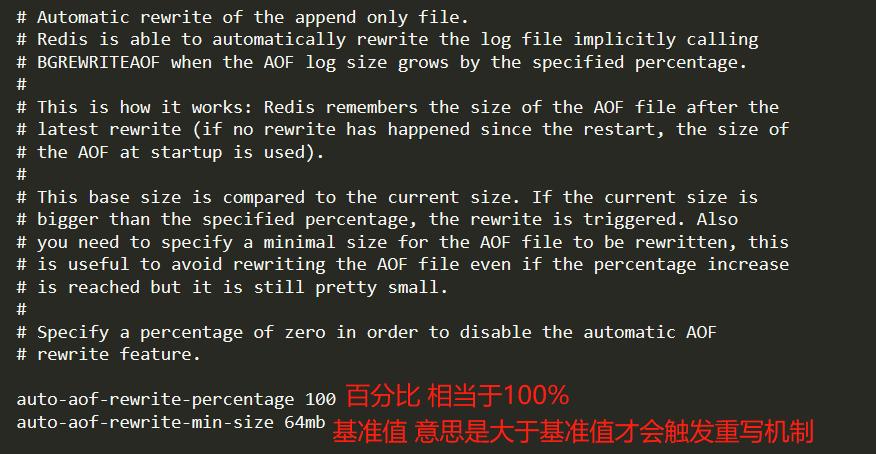 # Automatic rewrite of the append only file.
# Redis is able to automatically rewrite the log file implicitly calling
# BGREWRITEAOF when the AOF log size grows by the specified percentage.
#
# This is how it works: Redis remembers the size of the AOF file after the
# latest rewrite (if no rewrite has happened since the restart, the size of
# the AOF at startup is used).
#
# This base size is compared to the current size. If the current size is
# bigger than the specified percentage, the rewrite is triggered. Also
# you need to specify a minimal size for the AOF file to be rewritten, this
# is useful to avoid rewriting the AOF file even if the percentage increase
# is reached but it is still pretty small.
#
# Specify a percentage of zero in order to disable the automatic AOF
# rewrite feature.
auto-aof-rewrite-percentage 100 百分比 相当于100%
auto-aof-rewrite-min-size 64mb 基准值 意思是大于基准值才会触发重写机制